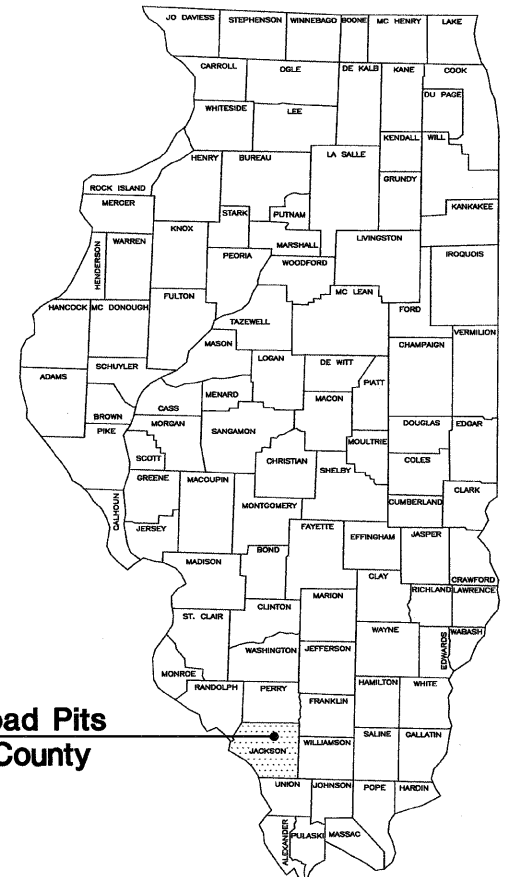 JO DAVIESS STEPHENSON WINNEBAGO BOONE MC HENRY LAKE
CARROLL OGLE DE KALB KANE COOK
DU PAGE
WHITESIDE LEE
KENDALL WILL
HENRY BUREAU LA SALLE
GRUNDY
ROCK ISLAND
MERCER STARK PUTNAM KANKAKEE
KNOX
HENDERSON WARREN MARSHALL LIVINGSTON
PEORIA WOODFORD IROQUOIS
FULTON MC LEAN
HANCOCK MC DONOUGH FORD
TAZEWELL VERMILION
MASON CHAMPAIGN
LOGAN DE WITT
ADAMS SCHUYLER PIATT
MENARD MACON
CASS
BROWN MORGAN DOUGLAS EDGAR
PIKE SANGAMON MOULTRIE
SCOTT CHRISTIAN SHELBY COLES
GREENE MACOUPIN
CLARK
CALHOUN MONTGOMERY CUMBERLAND
JERSEY FAYETTE EFFINGHAM JASPER
BOND
MADISON CLAY CRAWFORD
MARION RICHLAND LAWRENCE
CLINTON
ST. CLAIR WAYNE EDWARDS WABASH
WASHINGTON JEFFERSON
MONROE
RANDOLPH PERRY HAMILTON WHITE
FRANKLIN
oad Pits
County
JACKSON WILLIAMSON SALINE GALLATIN
UNION JOHNSON POPE HARDIN
ALEXANDER PULASKI MASSAC